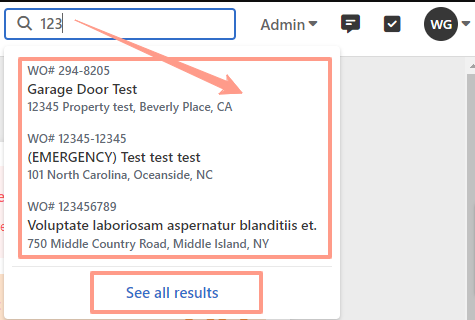 123
Admin
WG
WO# 294-8205
Garage Door Test
12345 Property test, Beverly Place, CA
WO# 12345-12345
(EMERGENCY) Test test test
101 North Carolina, Oceanside, NC
WO# 123456789
Voluptate laboriosam aspernatur blanditiis et.
750 Middle Country Road, Middle Island, NY
See all results